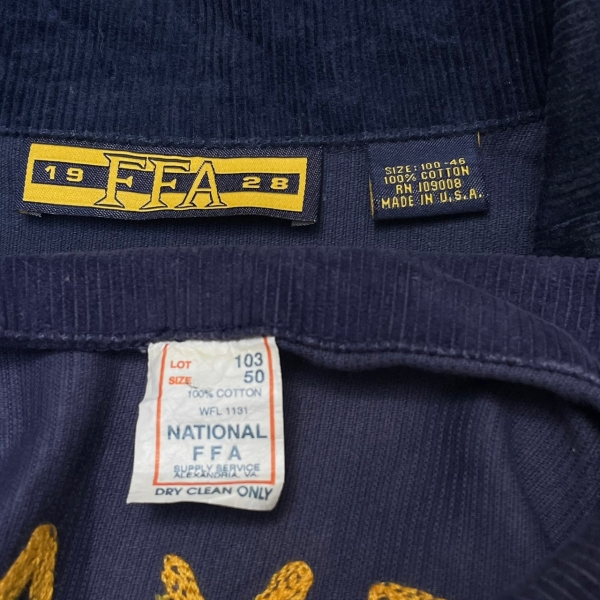 19 FFA 28
SIZE: 100-46
100% COTTON
RN 109008
MADE IN U.S.A.
LOT 103
SIZE 50
100% COTTON
WFL 1131
NATIONAL
FFA
SUPPLY SERVICE
ALEXANDRIA, VA.
DRY CLEAN ONLY